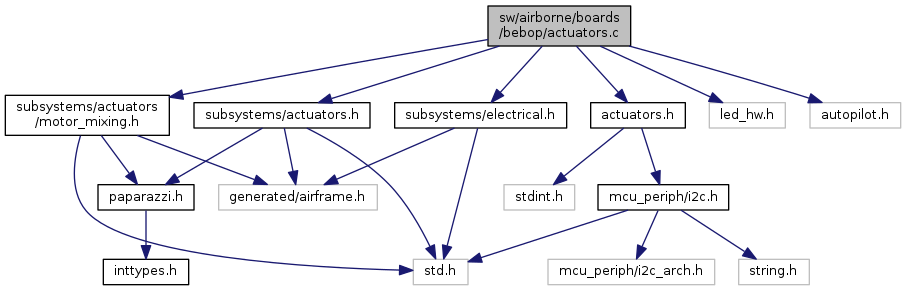 sw/airborne/boards
/bebop/actuators.c
subsystems/actuators
/motor_mixing.h
subsystems/actuators.h
subsystems/electrical.h
actuators.h
led_hw.h
autopilot.h
paparazzi.h
generated/airframe.h
stdint.h
mcu_periph/i2c.h
inttypes.h
std.h
mcu_periph/i2c_arch.h
string.h